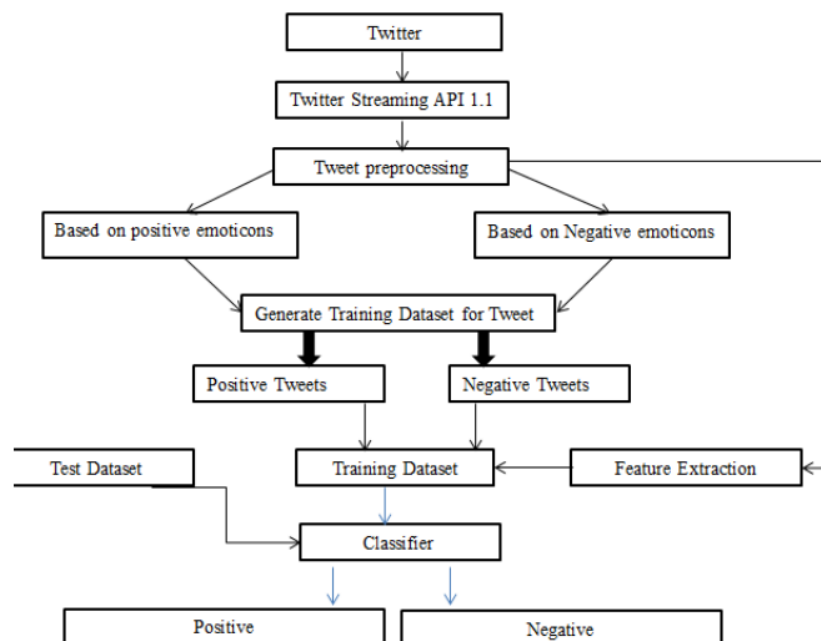 Twitter
Twitter Streaming API 1.1
Tweet preprocessing
Based on positive emoticons
Based on Negative emoticons
Generate Training Dataset for Tweet
Positive Tweets
Negative Tweets
Test Dataset
Training Dataset
Feature Extraction
Classifier
Positive
Negative